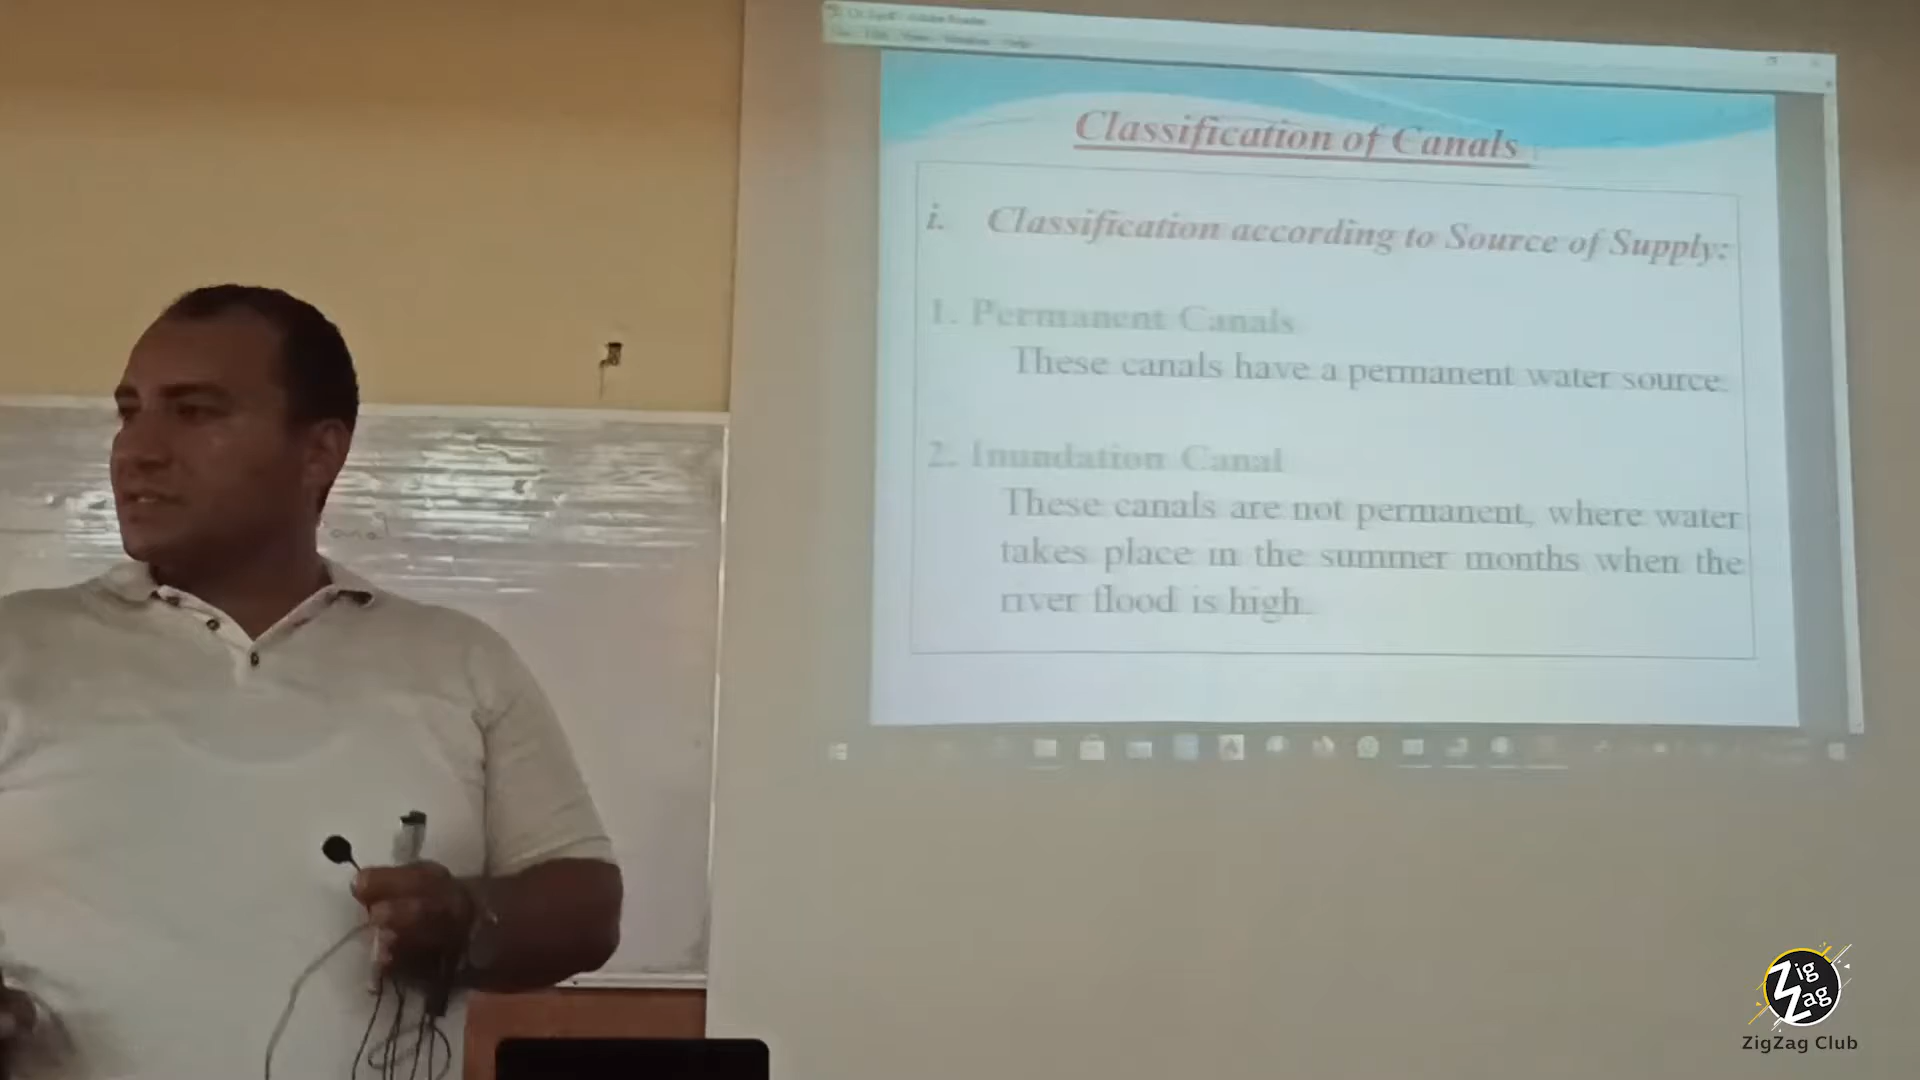 Classification of Canals
i. Classification according to Source of Supply:
1. Permanent Canals
These canals have a permanent water source.
2. Inundation Canal
These canals are not permanent, where water
takes place in the summer months when the
river flood is high.
Zig
Zag
ZigZag Club